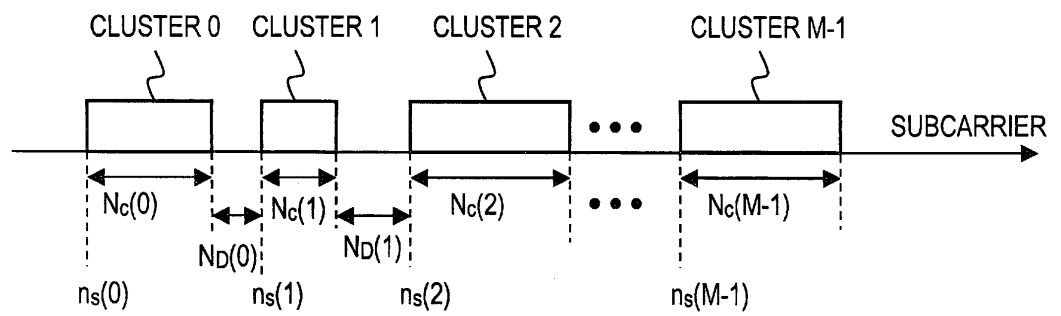 CLUSTER 0 CLUSTER 1 CLUSTER 2 CLUSTER M-1
SUBCARRIER
Nc(0) Nc(1) Nc(2) Nc(M-1)
ND(0) ND(1)
ns(0) ns(1) ns(2) ns(M-1)